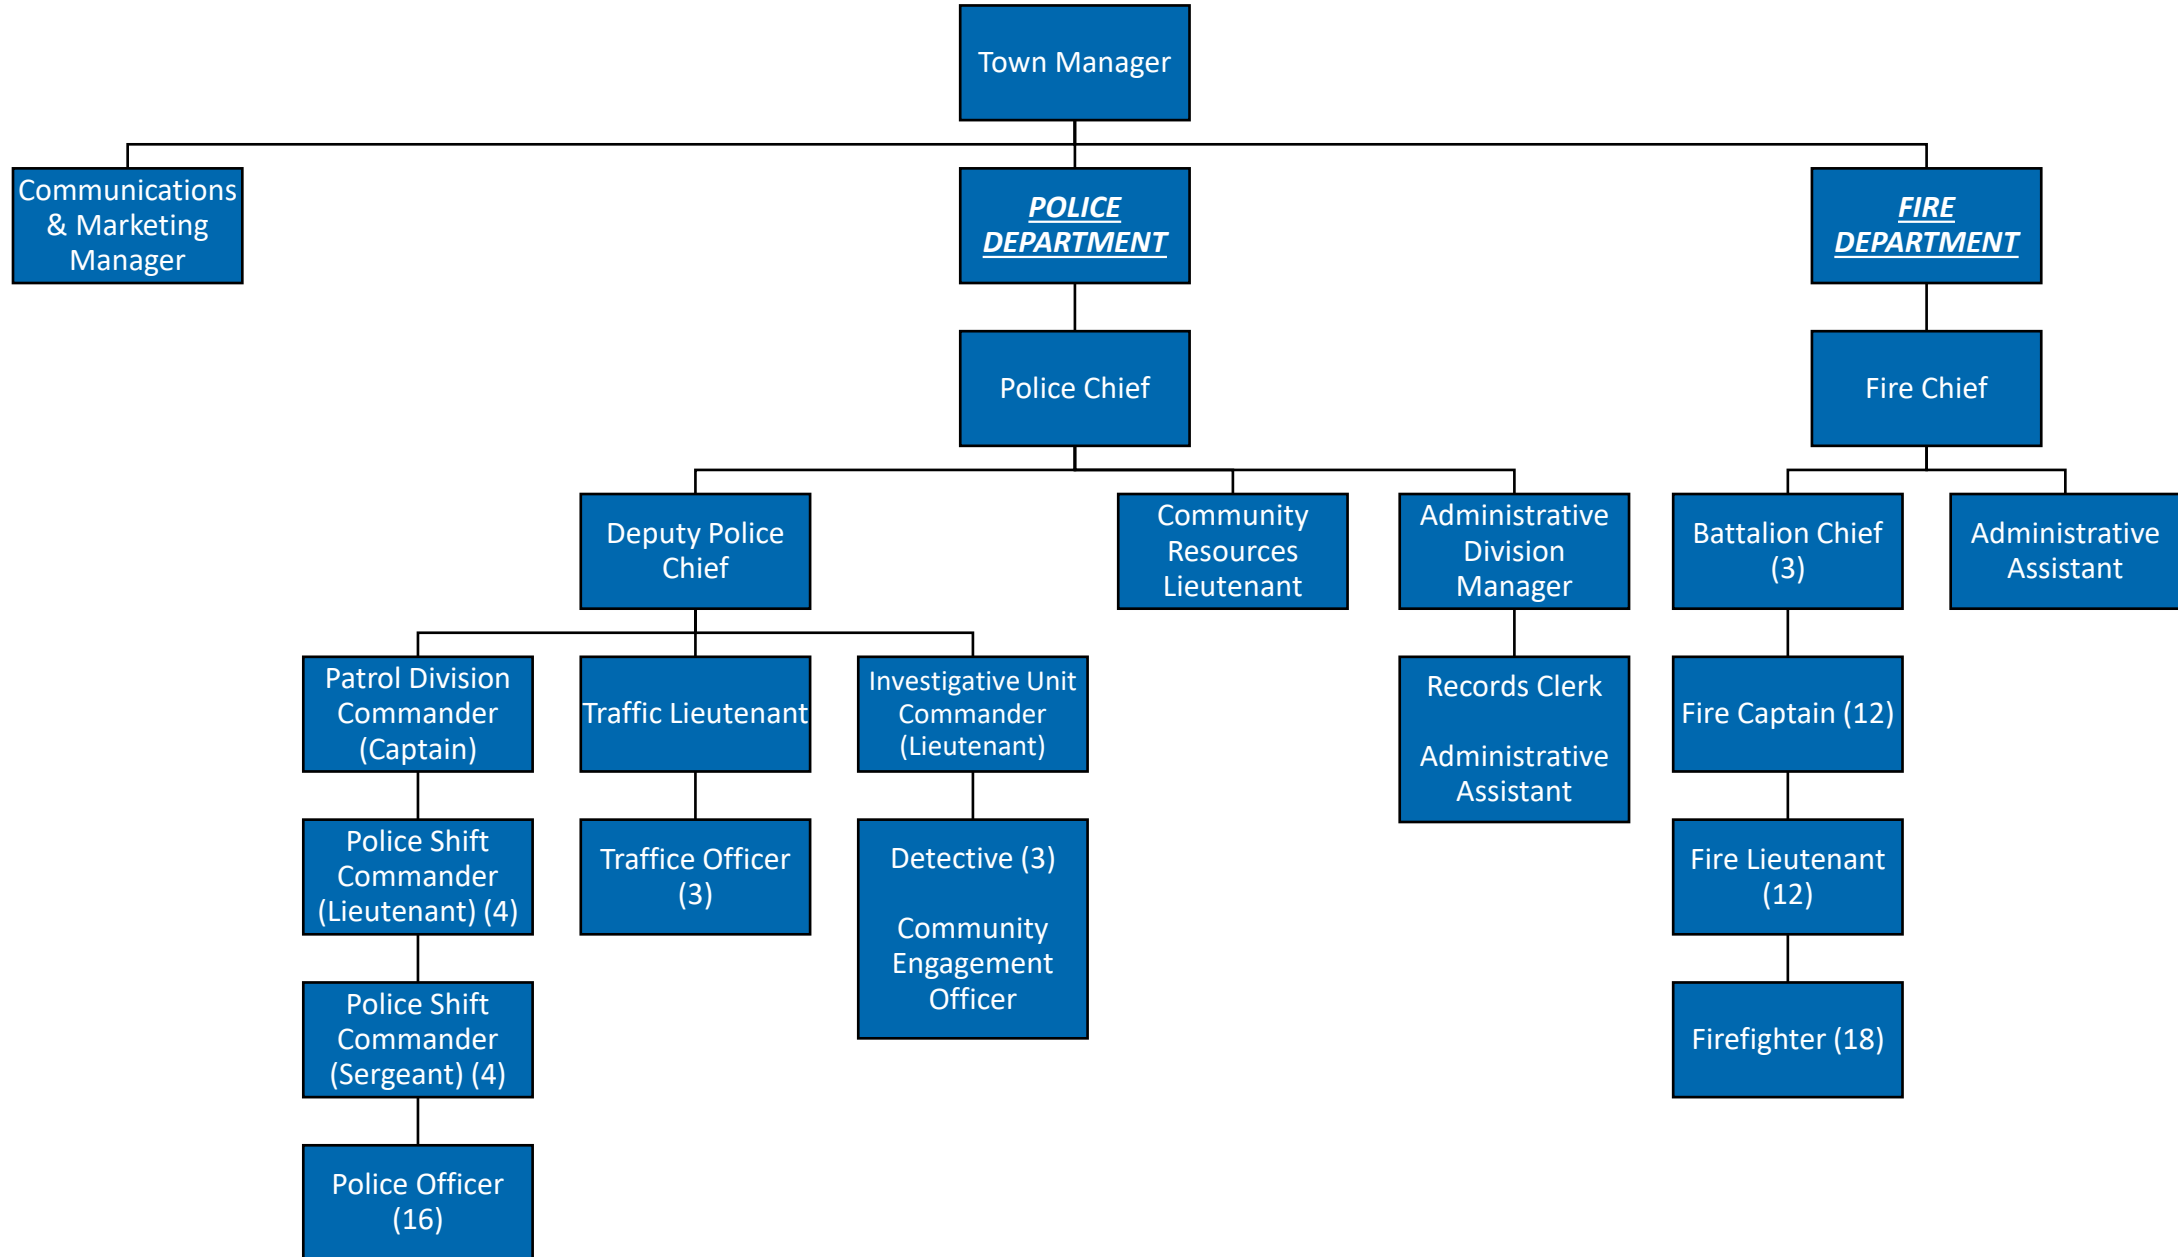 Town Manager
Communications
& Marketing
Manager
POLICE
DEPARTMENT
FIRE
DEPARTMENT
Police Chief
Fire Chief
Deputy Police
Chief
Community
Resources
Lieutenant
Administrative
Division
Manager
Battalion Chief
(3)
Administrative
Assistant
Patrol Division
Commander
(Captain)
Traffic Lieutenant
Investigative Unit
Commander
(Lieutenant)
Records Clerk
Administrative
Assistant
Fire Captain (12)
Police Shift
Commander
(Lieutenant) (4)
Traffice Officer
(3)
Detective (3)
Community
Engagement
Officer
Fire Lieutenant
(12)
Police Shift
Commander
(Sergeant) (4)
Firefighter (18)
Police Officer
(16)